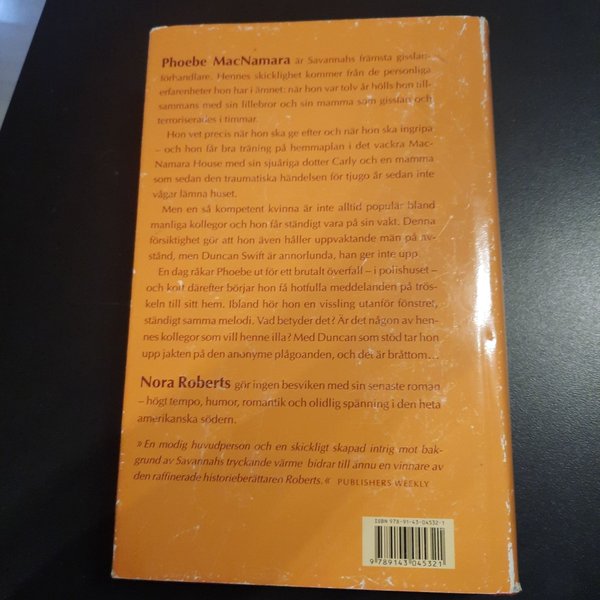 Phoebe MacNamara är Savannahs främsta gisslan-
förhandlare. Hennes skicklighet kommer från de personliga
erfarenheter hon har i ämnet: när hon var tolv år hölls hon till-
sammans med sin lillebror och sin mamma som gisslan och
terroriserades i timmar.
Hon vet precis när hon ska ge efter och när hon ska ingripa
– och hon får bra träning på hemmaplan i det vackra Mac-
Namara House med sin sjuåriga dotter Carly och en mamma
som sedan den traumatiska händelsen för tjugo år sedan inte
vågar lämna huset.
Men en så kompetent kvinna är inte alltid populär bland
manliga kollegor och hon får ständigt vara på sin vakt. Denna
försiktighet gör att hon även håller uppvaktande män på av-
stånd, men Duncan Swift är annorlunda, han ger inte upp.
En dag råkar Phoebe ut för ett brutalt överfall – i polishuset –
och kort därefter börjar hon få hotfulla meddelanden på trös-
keln till sitt hem. Ibland hör hon en vissling utanför fönstret,
ständigt samma melodi. Vad betyder det? Är det någon av hen-
nes kollegor som vill henne illa? Med Duncan som stöd tar hon
upp jakten på den anonyme plågoanden, och det är bråttom…
Nora Roberts gör ingen besviken med sin senaste roman
– högt tempo, humor, romantik och olidlig spänning i den heta
amerikanska södern.
»En modig huvudperson och en skickligt skapad intrig mot bak-
grund av Savannahs tryckande värme bidrar till ännu en vinnare av
den raffinerade historieberättaren Roberts.« PUBLISHERS WEEKLY
ISBN 978-91-43-04532-1
9 789143 045321